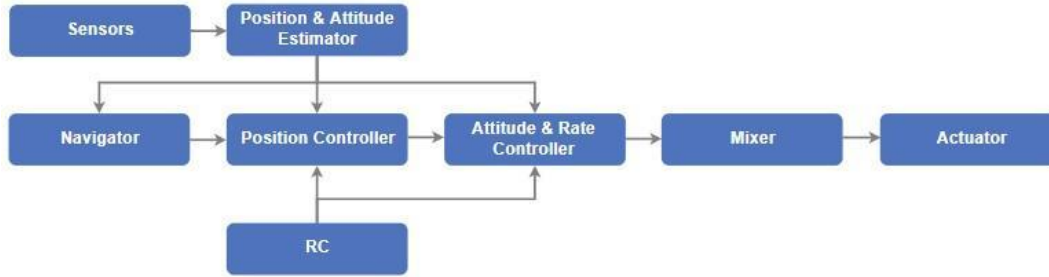 Sensors
Position & Attitude
Estimator
Navigator
Position Controller
Attitude & Rate
Controller
Mixer
Actuator
RC